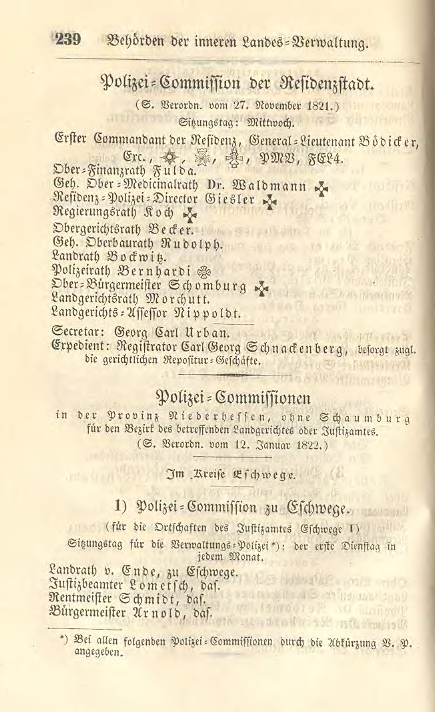 239 Behörden der inneren Landes-Verwaltung.
Polizei-Commission der Residenzstadt.
(S. Verordn. vom 27. November 1821.)
Sitzungstag: Mittwoch.
Erster Commandant der Residenz, General-Lieutenant Bödicker,
Exc., PMV, FEL4.
Ober-Finanzrath Fulda.
Geh. Ober-Medicinalrath Dr. Waldmann
Residenz-Polizei-Director Giesler
Regierungsrath Koch
Obergerichtsrath Becker.
Geh. Oberbaurath Rudolph.
Landrath Bockwitz.
Polizeirath Bernhardi
Ober-Bürgermeister Schomburg
Landgerichtsrath Morchutt.
Landgerichts-Assessor Nippoldt.
Secretar: Georg Carl Urban.
Expedient: Registrator Carl Georg Schnackenberg, besorgt zugl.
die gerichtlichen Repositur-Geschäfte.
Polizei-Commissionen
in der Provinz Niederhessen, ohne Schaumburg
für den Bezirk des betreffenden Landgerichtes oder Justizamtes.
(S. Verordn. vom 12. Januar 1822.)
Im Kreise Eschwege.
1) Polizei-Commission zu Eschwege.
(für die Ortschaften des Justizamtes Eschwege I)
Sitzungstag für die Verwaltungs-Polizei*): der erste Dienstag in
jedem Monat.
Landrath v. Ende, zu Eschwege.
Justizbeamter Lometsch, das.
Rentmeister Schmidt, das.
Bürgermeister Arnold, das.
*) Bei allen folgenden Polizei-Commissionen durch die Abkürzung V. P.
angegeben.